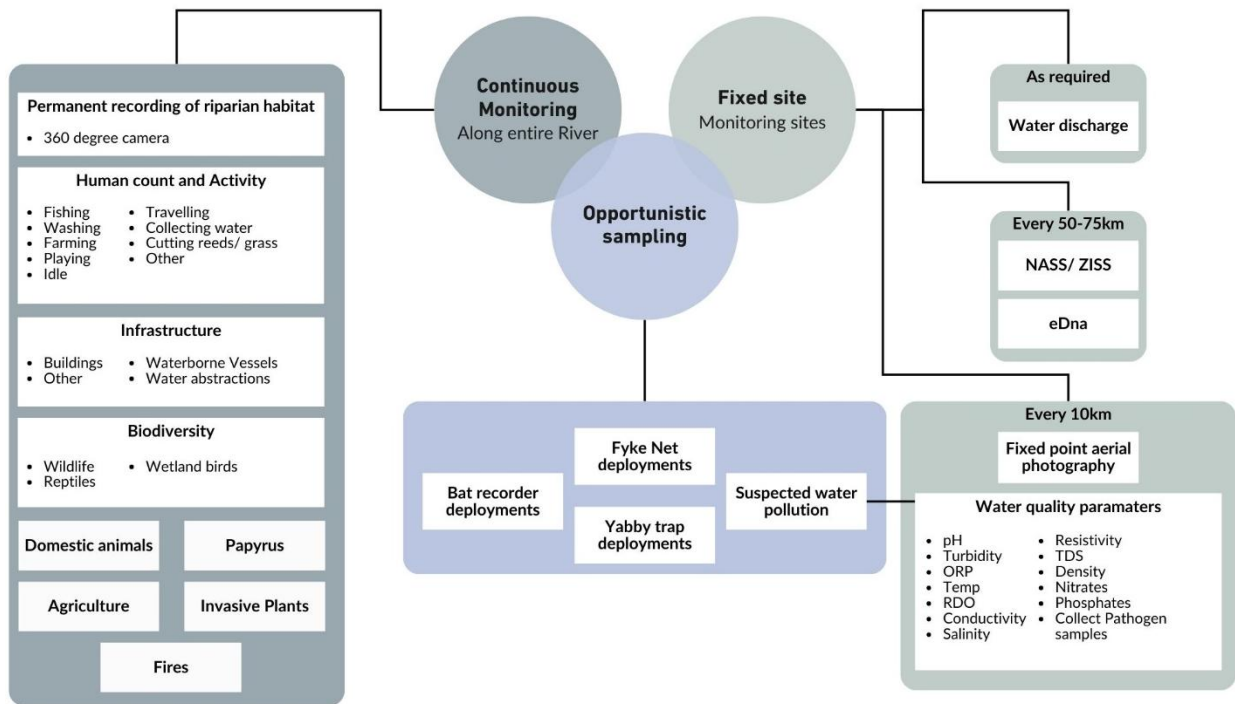 Continuous
Monitoring
Along entire River
Fixed site
Monitoring sites
Opportunistic
sampling
Permanent recording of riparian habitat
• 360 degree camera
Human count and Activity
• Fishing
• Washing
• Farming
• Playing
• Idle
• Travelling
• Collecting water
• Cutting reeds/ grass
• Other
Infrastructure
• Buildings
• Other
• Waterborne Vessels
• Water abstractions
Biodiversity
• Wildlife
• Reptiles
• Wetland birds
Domestic animals
Papyrus
Agriculture
Invasive Plants
Fires
Bat recorder
deployments
Fyke Net
deployments
Yabby trap
deployments
Suspected water
pollution
As required
Water discharge
Every 50-75km
NASS/ ZISS
eDna
Every 10km
Fixed point aerial
photography
Water quality paramaters
• pH
• Turbidity
• ORP
• Temp
• RDO
• Conductivity
• Salinity
• Resistivity
• TDS
• Density
• Nitrates
• Phosphates
• Collect Pathogen
samples